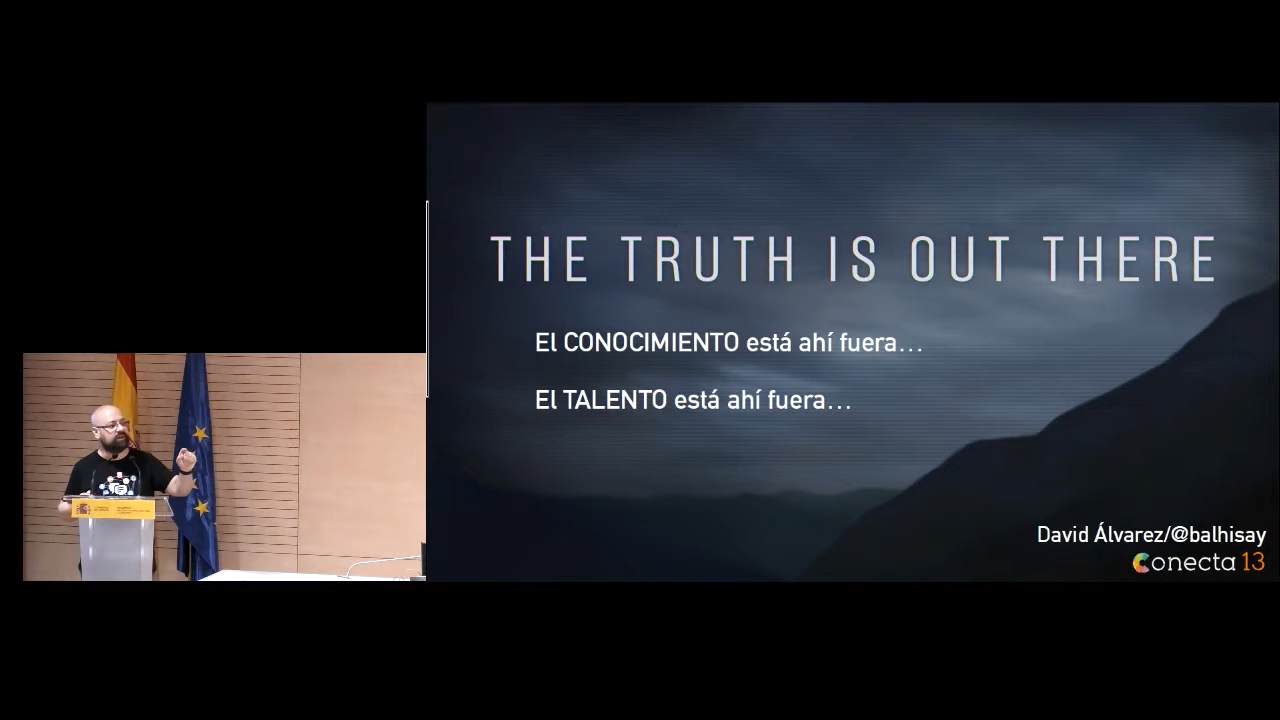 THE TRUTH IS OUT THERE
El CONOCIMIENTO está ahí fuera...
El TALENTO está ahí fuera...
David Álvarez/@balhisay
Conecta 13